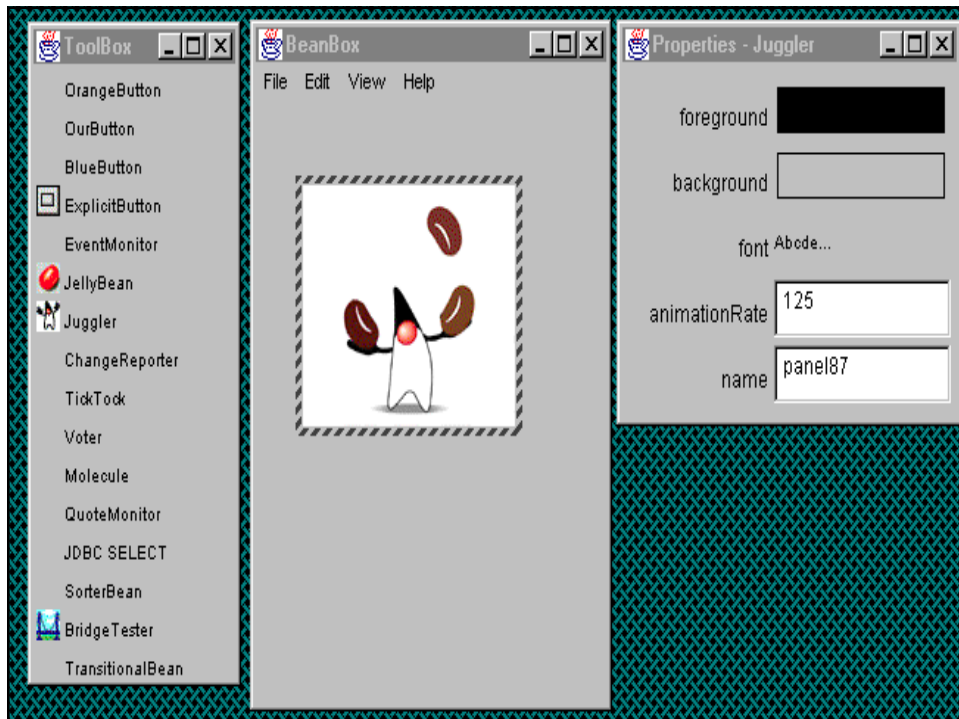 ToolBox
OrangeButton
OurButton
BlueButton
ExplicitButton
EventMonitor
JellyBean
Juggler
ChangeReporter
TickTock
Voter
Molecule
QuoteMonitor
JDBC SELECT
SorterBean
BridgeTester
TransitionalBean
BeanBox
File Edit View Help
Properties - Juggler
foreground
background
font Abcde...
animationRate 125
name panel87